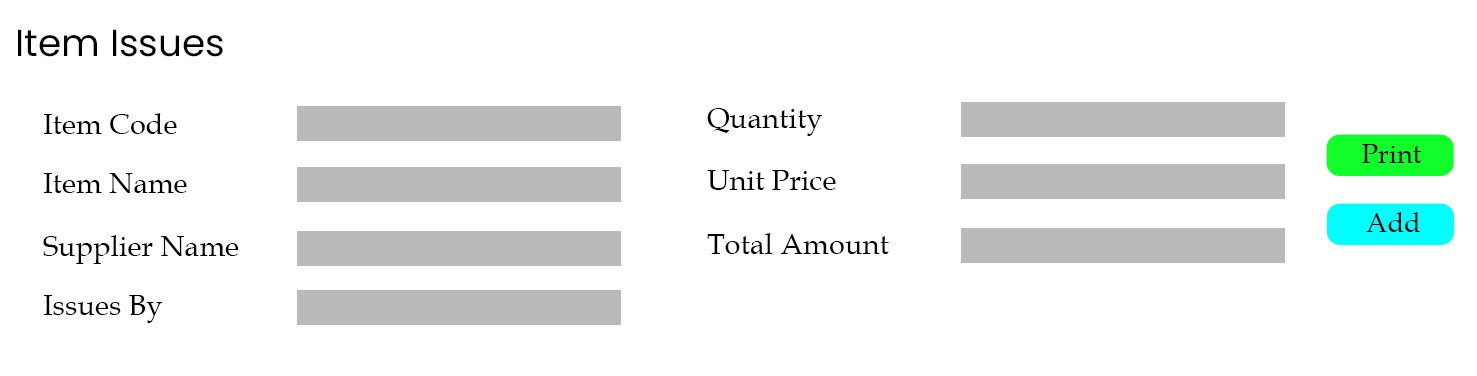 Item Issues
Item Code
Item Name
Supplier Name
Issues By
Quantity
Unit Price
Total Amount
Print
Add